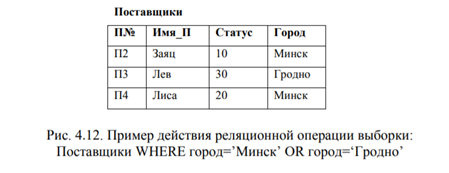 Поставщики
П№ Имя_П Статус Город
П2 Заяц 10 Минск
П3 Лев 30 Гродно
П4 Лиса 20 Минск
Рис. 4.12. Пример действия реляционной операции выборки:
Поставщики WHERE город=’Минск’ OR город=‘Гродно’